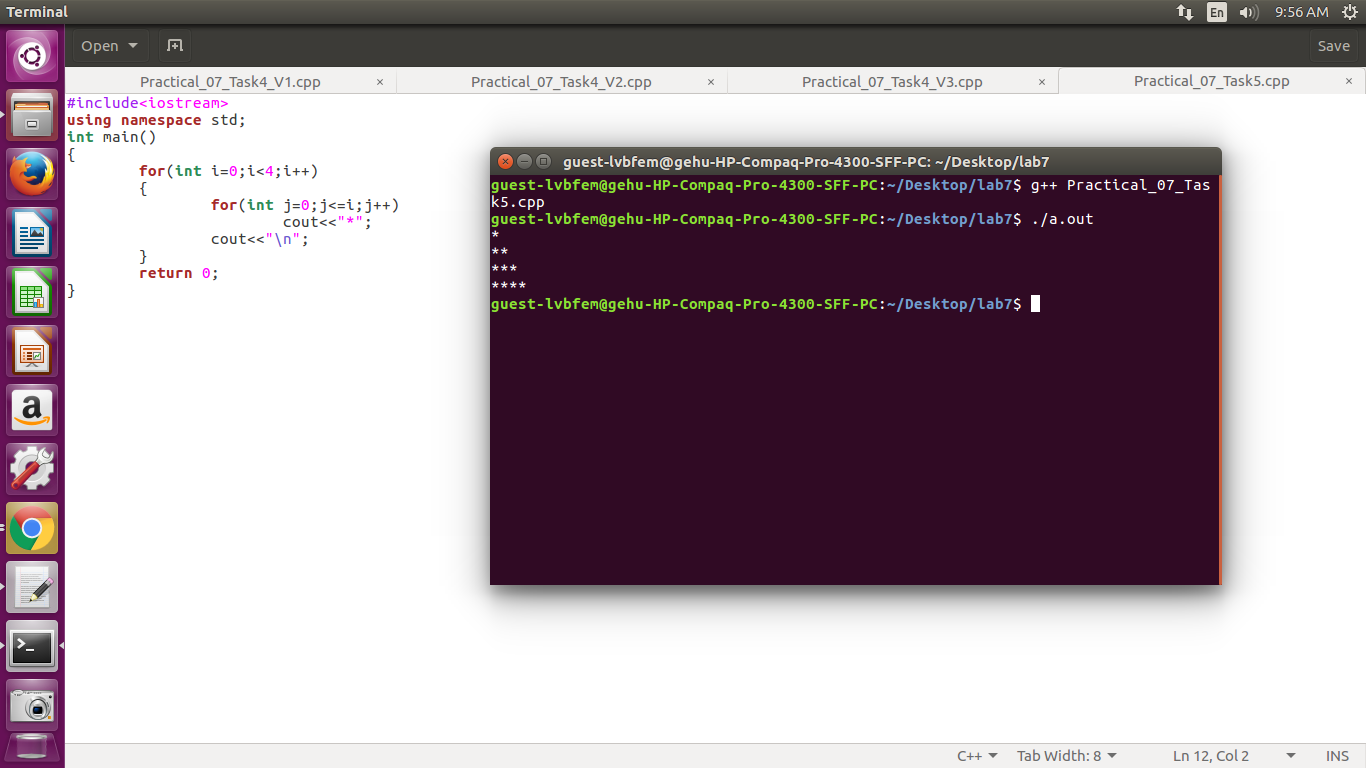 Terminal
En
9:56 AM
Open
Save
Practical_07_Task4_V1.cpp ×
Practical_07_Task4_V2.cpp ×
Practical_07_Task4_V3.cpp ×
Practical_07_Task5.cpp ×
#include<iostream>
using namespace std;
int main()
{
        for(int i=0;i<4;i++)
        {
                for(int j=0;j<=i;j++)
                        cout<<"*";
                cout<<"\n";
        }
        return 0;
}
guest-lvbfem@gehu-HP-Compaq-Pro-4300-SFF-PC: ~/Desktop/lab7
guest-lvbfem@gehu-HP-Compaq-Pro-4300-SFF-PC:~/Desktop/lab7$ g++ Practical_07_Tas
k5.cpp
guest-lvbfem@gehu-HP-Compaq-Pro-4300-SFF-PC:~/Desktop/lab7$ ./a.out
*
**
***
****
guest-lvbfem@gehu-HP-Compaq-Pro-4300-SFF-PC:~/Desktop/lab7$
a
>_
C++
Tab Width: 8
Ln 12, Col 2
INS